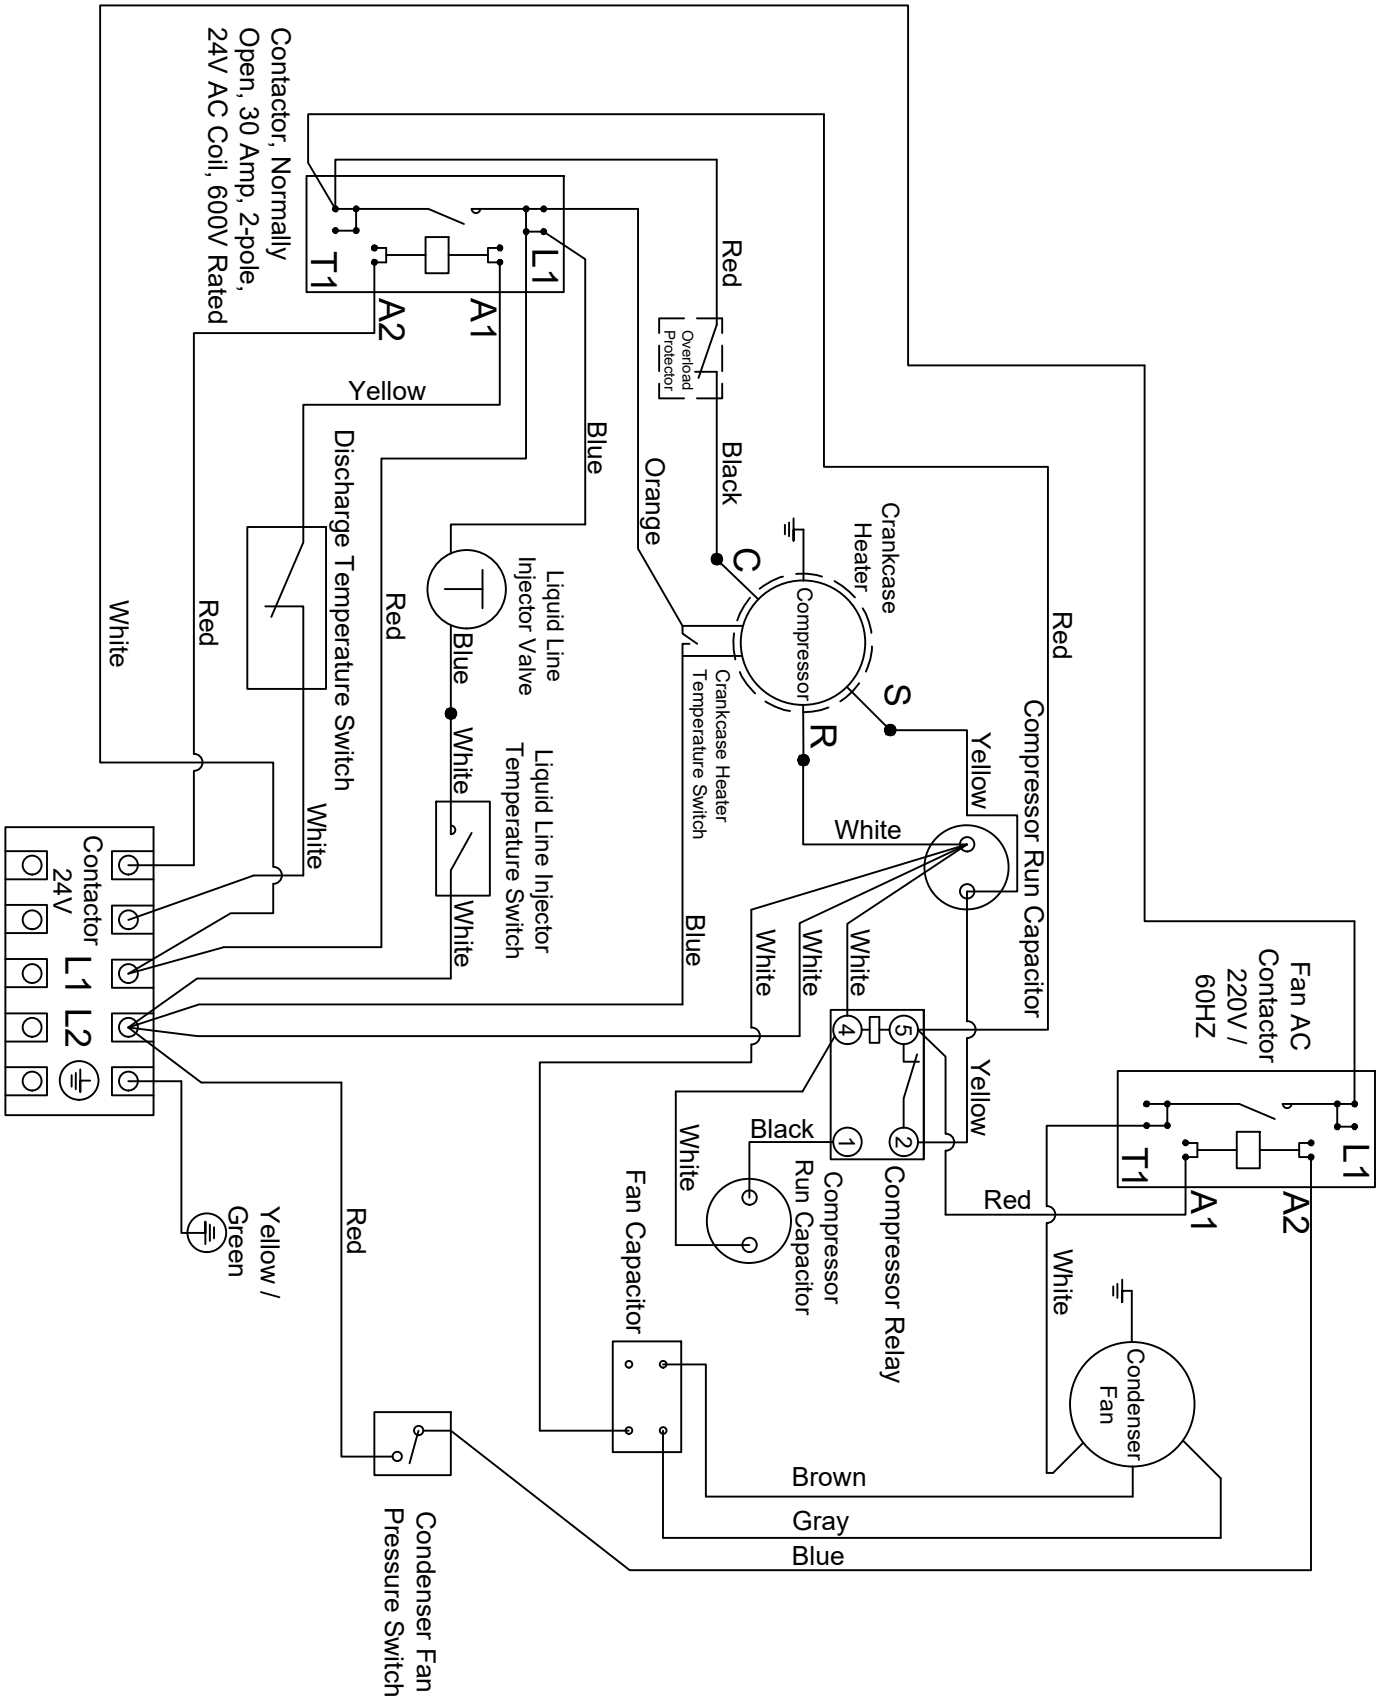 Contactor, Normally
Open, 30 Amp, 2-pole,
24V AC Coil, 600V Rated
L1
T1
A1
A2
Red
Overload
Protector
Black
Yellow
Blue
Orange
Crankcase
Heater
C
Compressor
S
R
Red
Discharge Temperature Switch
Liquid Line
Injector Valve
Red
Blue
Crankcase Heater
Temperature Switch
White
Red
White
Liquid Line Injector
Temperature Switch
White
White
Blue
Yellow
Compressor Run Capacitor
White
White
White
White
Fan AC
Contactor
220V /
60HZ
L1
T1
A1
A2
Contactor
24V
L1
L2
4
5
1
2
Yellow
Black
White
Compressor
Run Capacitor
Compressor Relay
Red
White
Fan Capacitor
Yellow /
Green
Red
Condenser
Fan
Brown
Gray
Blue
Condenser Fan
Pressure Switch